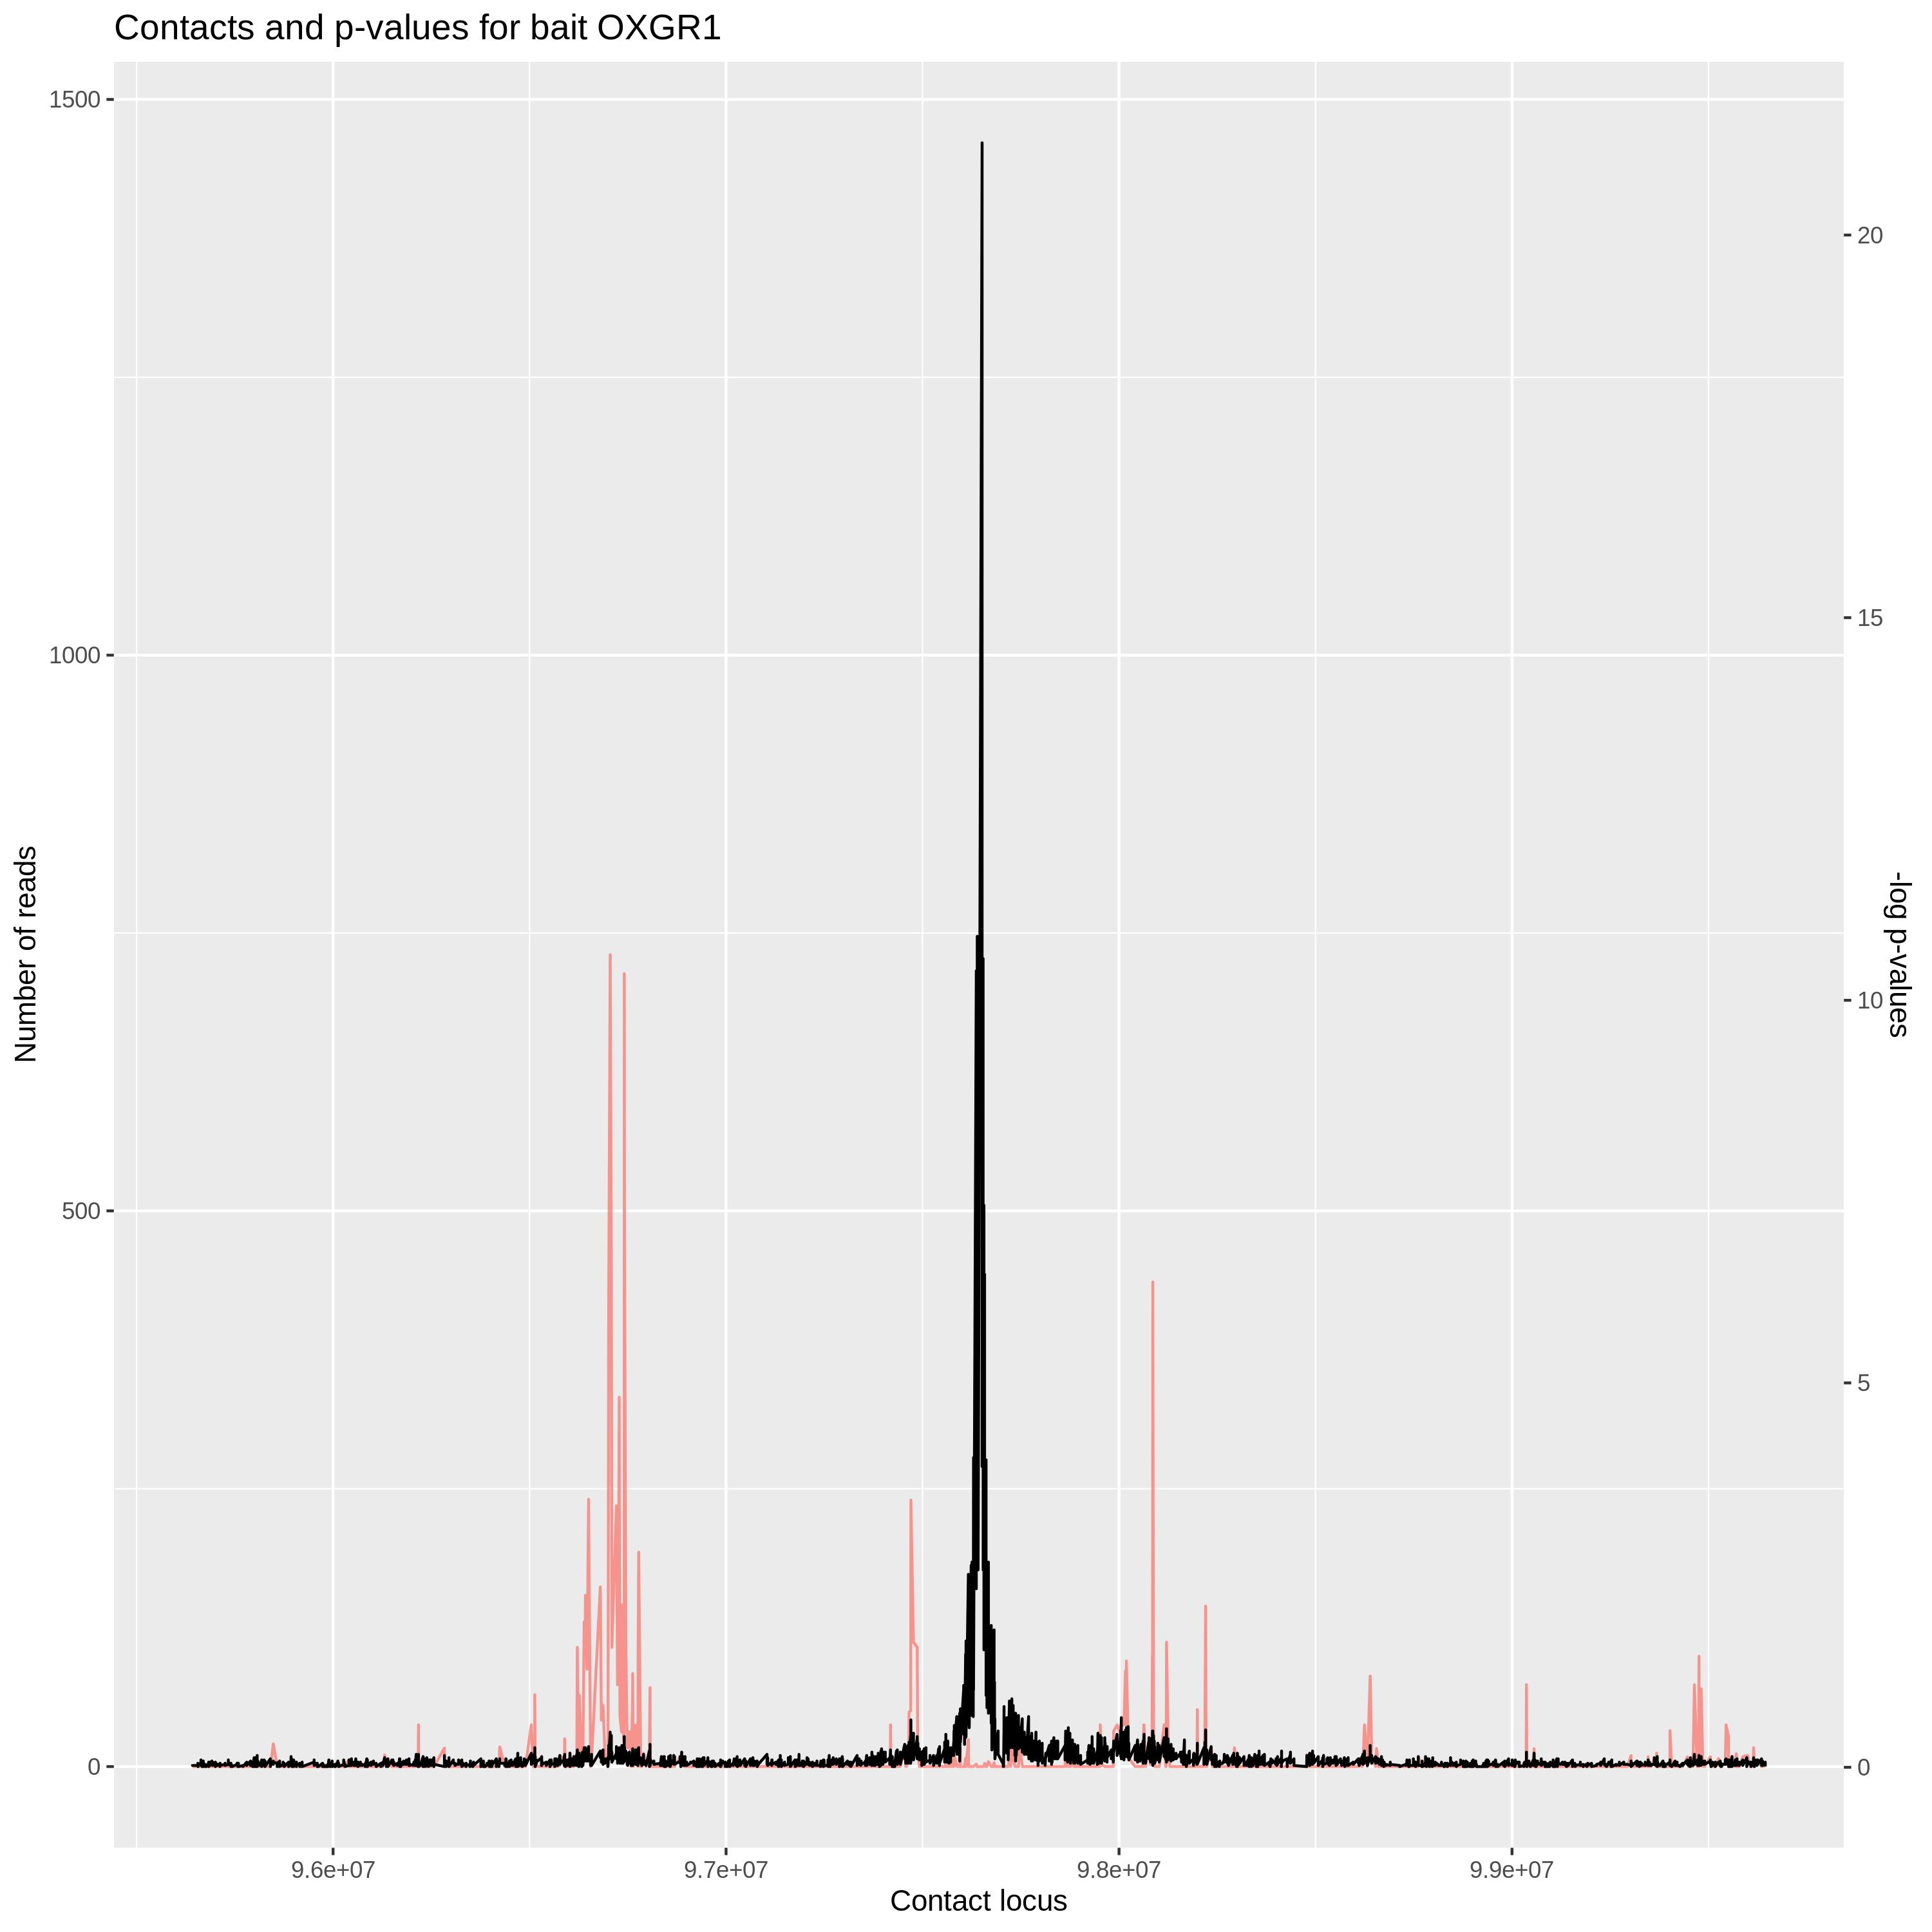 Contacts and p-values for bait OXGR1
1500
1000
500
0
Number of reads
20
15
10
5
0
-log p-values
9.6e+07
9.7e+07
9.8e+07
9.9e+07
Contact locus